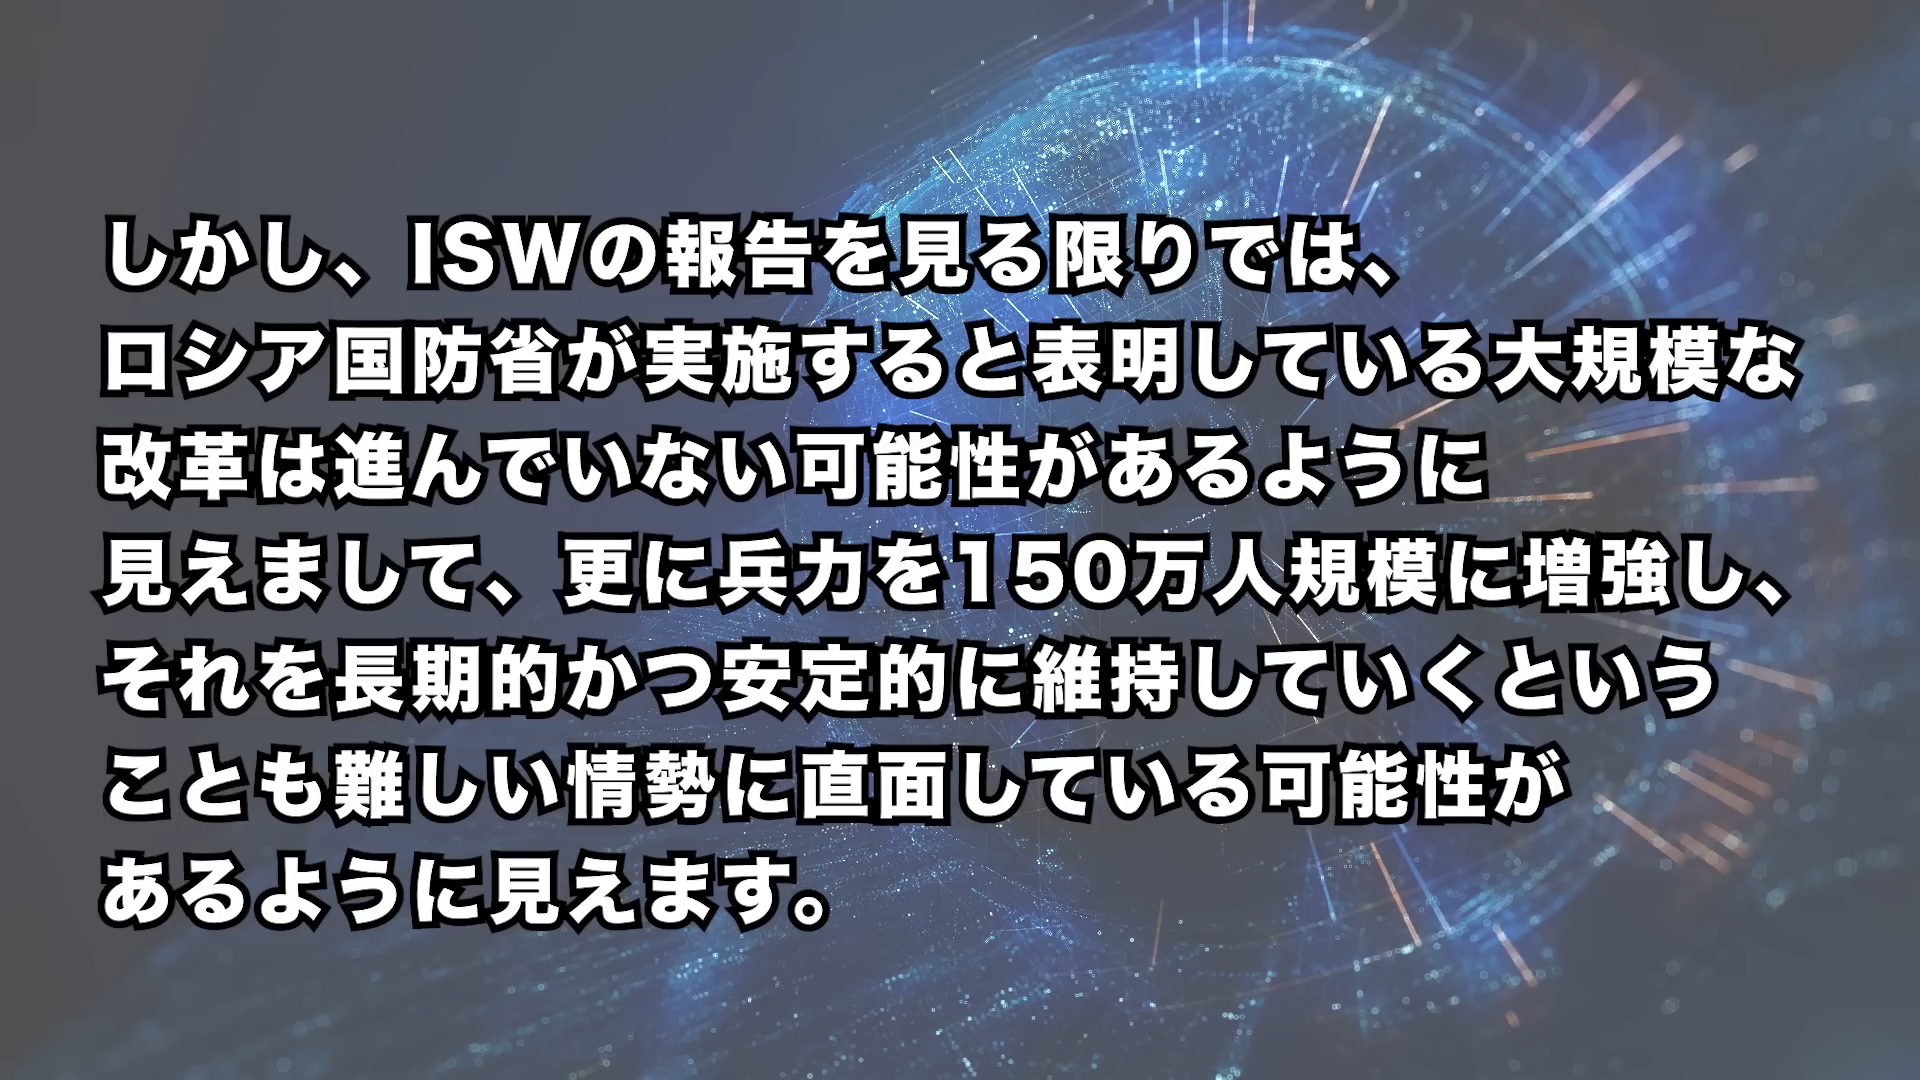 しかし、ISWの報告を見る限りでは、
ロシア国防省が実施すると表明している大規模な
改革は進んでいない可能性があるように
見えまして、更に兵力を150万人規模に増強し、
それを長期的かつ安定的に維持していくという
ことも難しい情勢に直面している可能性が
あるように見えます。